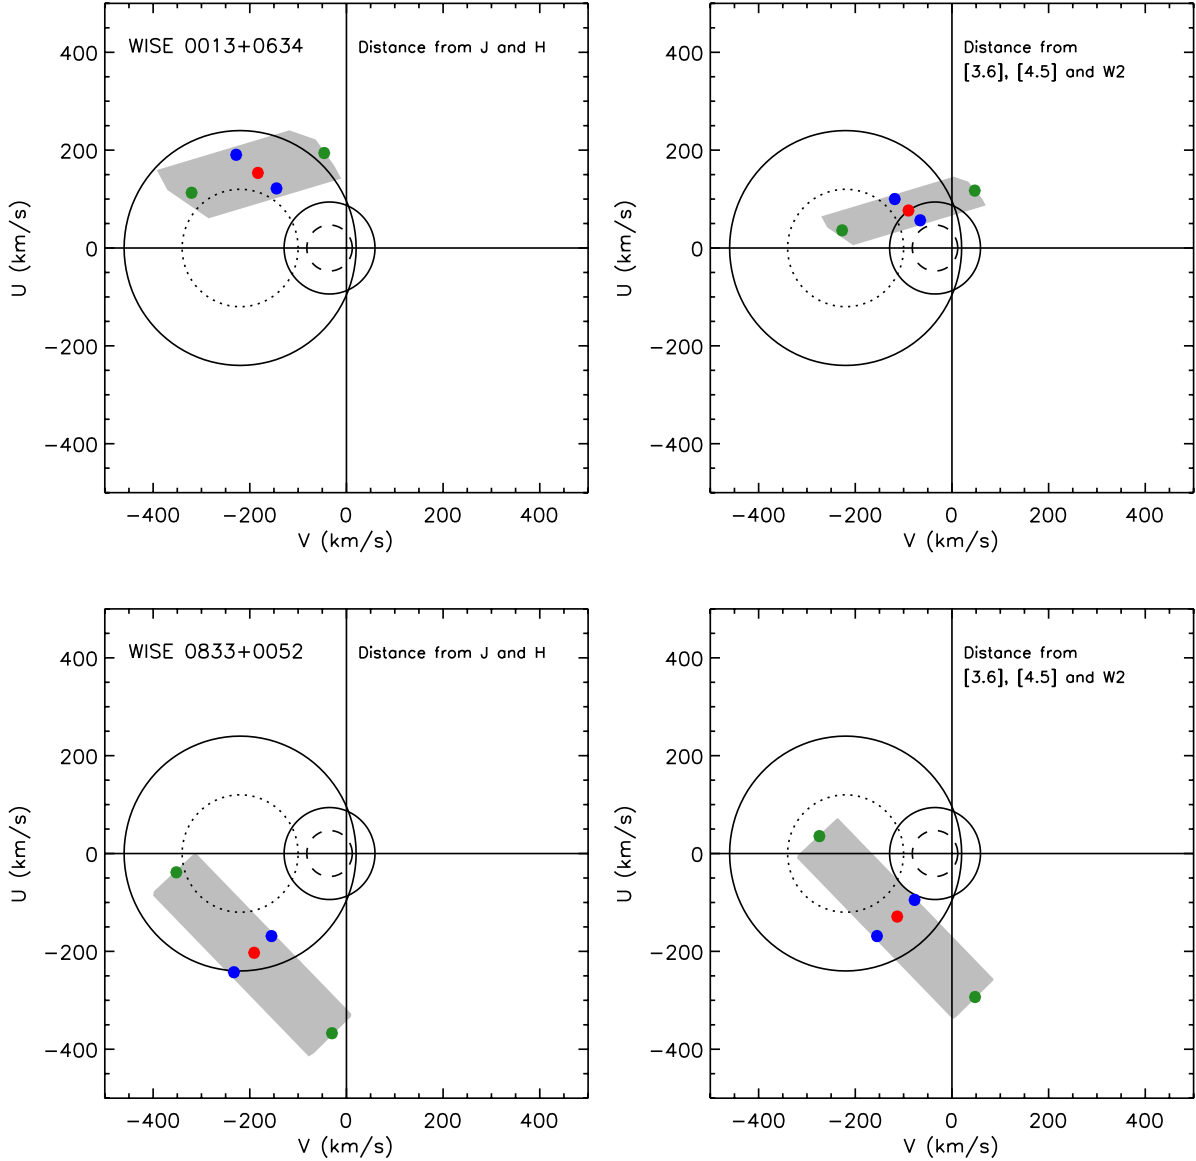 WISE 0013+0634
Distance from J and H
400
200
0
−200
−400
U (km/s)
−400 −200 0 200 400
V (km/s)
Distance from
[3.6], [4.5] and W2
400
200
0
−200
−400
U (km/s)
−400 −200 0 200 400
V (km/s)
WISE 0833+0052
Distance from J and H
400
200
0
−200
−400
U (km/s)
−400 −200 0 200 400
V (km/s)
Distance from
[3.6], [4.5] and W2
400
200
0
−200
−400
U (km/s)
−400 −200 0 200 400
V (km/s)